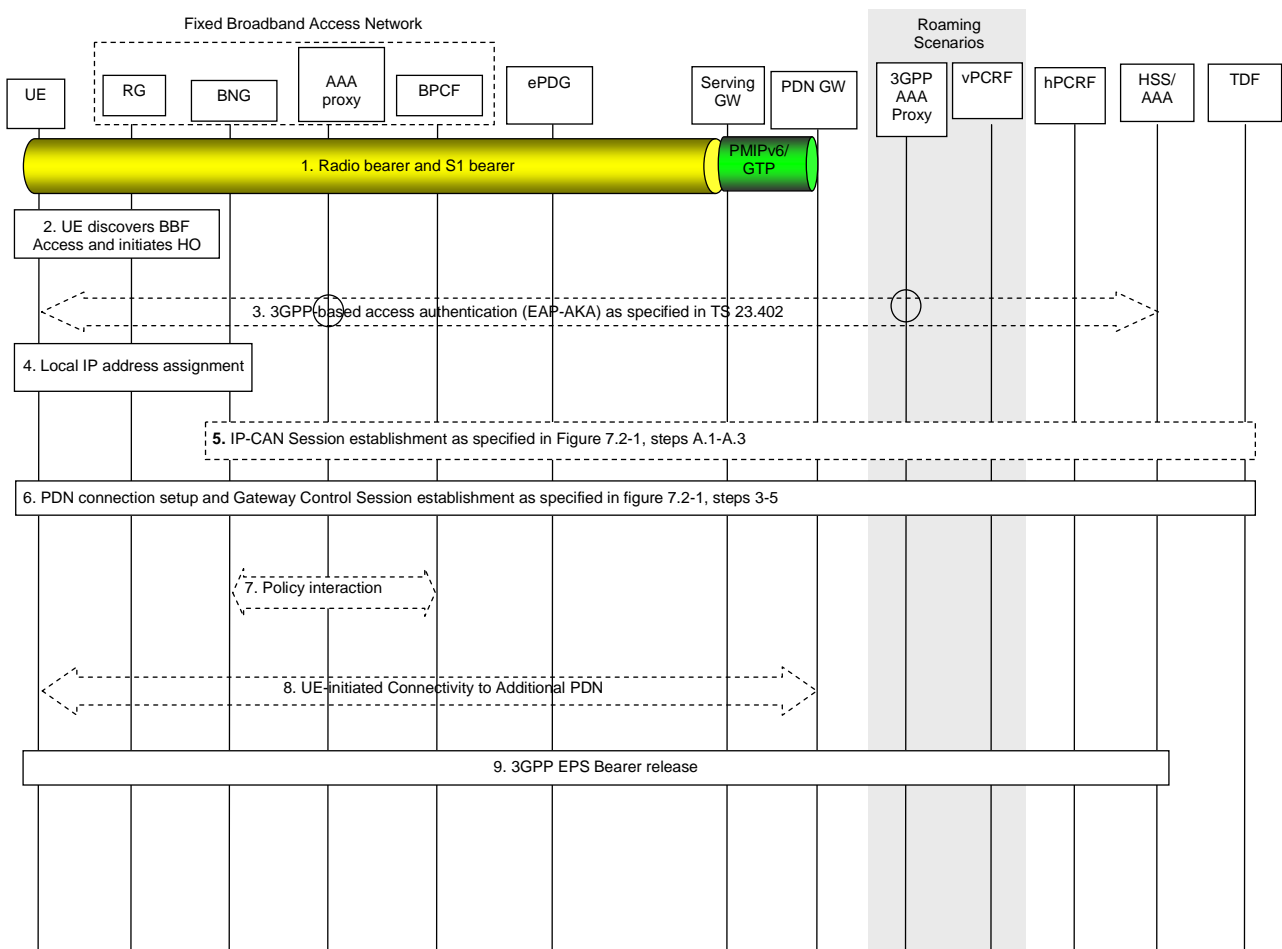 Fixed Broadband Access Network
Roaming
Scenarios
UE
RG
BNG
AAA
proxy
BPCF
ePDG
Serving
GW
PDN GW
3GPP
AAA
Proxy
vPCRF
hPCRF
HSS/
AAA
TDF
1. Radio bearer and S1 bearer
PMIPv6/
GTP
2. UE discovers BBF
Access and initiates HO
3. 3GPP-based access authentication (EAP-AKA) as specified in TS 23.402
4. Local IP address assignment
5. IP-CAN Session establishment as specified in Figure 7.2-1, steps A.1-A.3
6. PDN connection setup and Gateway Control Session establishment as specified in figure 7.2-1, steps 3-5
7. Policy interaction
8. UE-initiated Connectivity to Additional PDN
9. 3GPP EPS Bearer release